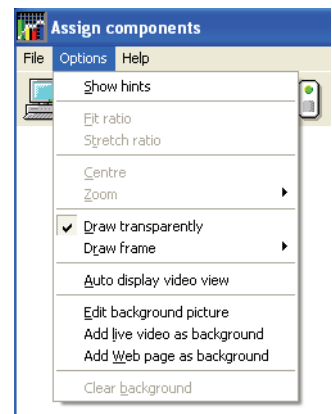 Assign components
File Options Help
Show hints
Fit ratio
Stretch ratio
Centre
Zoom
Draw transparently
Draw frame
Auto display video view
Edit background picture
Add live video as background
Add Web page as background
Clear background